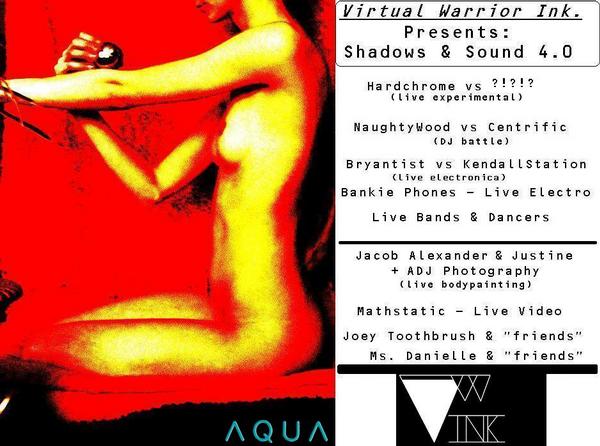 Virtual Warrior Ink.
Presents:
Shadows & Sound 4.0
Hardchrome vs ?!?!?
(live experimental)
NaughtyWood vs Centrific
(DJ battle)
Bryantist vs KendallStation
(live electronica)
Bankie Phones - Live Electro
Live Bands & Dancers
Jacob Alexander & Justine
+ ADJ Photography
(live bodypainting)
Mathstatic - Live Video
Joey Toothbrush & "friends"
Ms. Danielle & "friends"
AQUA
VW
INK